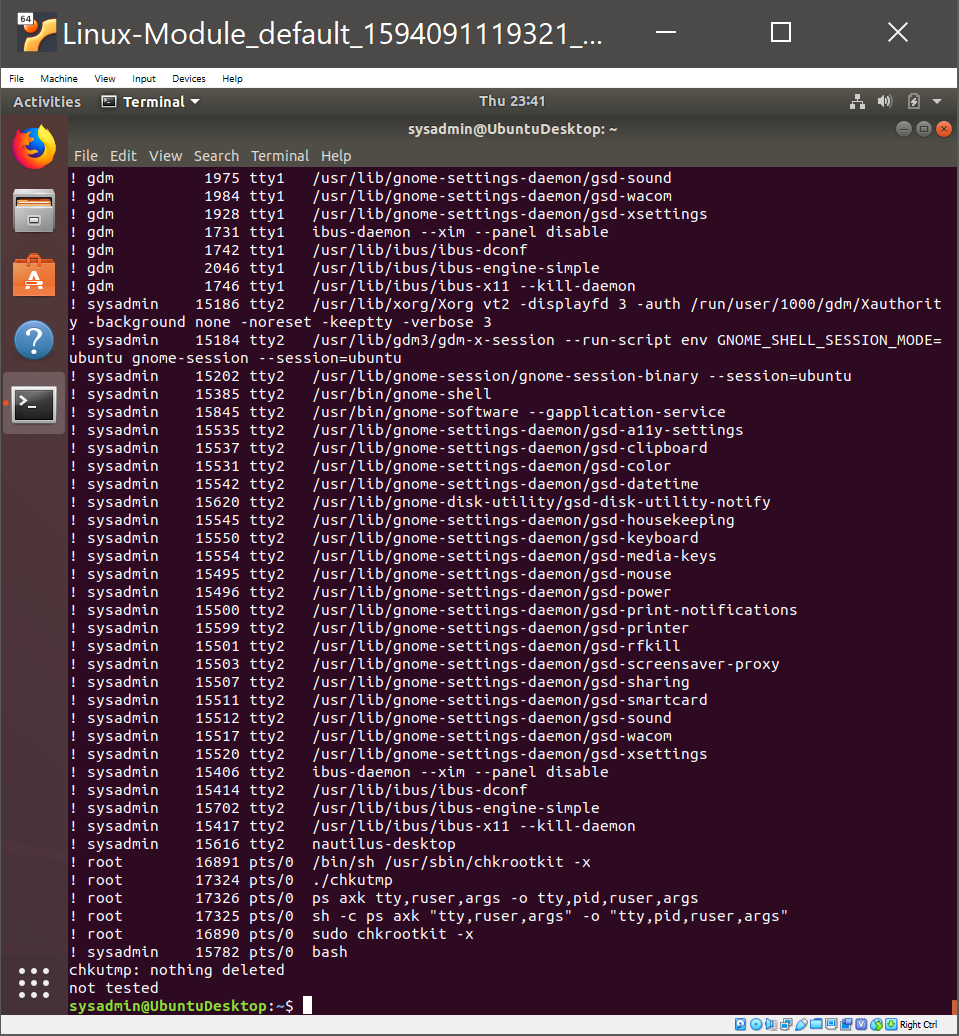 64
Linux-Module_default_1594091119321_...
File Machine View Input Devices Help
Activities Terminal Thu 23:41
sysadmin@UbuntuDesktop: ~
File Edit View Search Terminal Help
! gdm 1975 tty1 /usr/lib/gnome-settings-daemon/gsd-sound
! gdm 1984 tty1 /usr/lib/gnome-settings-daemon/gsd-wacom
! gdm 1928 tty1 /usr/lib/gnome-settings-daemon/gsd-xsettings
! gdm 1731 tty1 ibus-daemon --xim --panel disable
! gdm 1742 tty1 /usr/lib/ibus/ibus-dconf
! gdm 2046 tty1 /usr/lib/ibus/ibus-engine-simple
! gdm 1746 tty1 /usr/lib/ibus/ibus-x11 --kill-daemon
! sysadmin 15186 tty2 /usr/lib/xorg/Xorg vt2 -displayfd 3 -auth /run/user/1000/gdm/Xauthorit
y -background none -noreset -keeptty -verbose 3
! sysadmin 15184 tty2 /usr/lib/gdm3/gdm-x-session --run-script env GNOME_SHELL_SESSION_MODE=
ubuntu gnome-session --session=ubuntu
! sysadmin 15202 tty2 /usr/lib/gnome-session/gnome-session-binary --session=ubuntu
! sysadmin 15385 tty2 /usr/bin/gnome-shell
! sysadmin 15845 tty2 /usr/bin/gnome-software --gapplication-service
! sysadmin 15535 tty2 /usr/lib/gnome-settings-daemon/gsd-a11y-settings
! sysadmin 15537 tty2 /usr/lib/gnome-settings-daemon/gsd-clipboard
! sysadmin 15531 tty2 /usr/lib/gnome-settings-daemon/gsd-color
! sysadmin 15542 tty2 /usr/lib/gnome-settings-daemon/gsd-datetime
! sysadmin 15620 tty2 /usr/lib/gnome-disk-utility/gsd-disk-utility-notify
! sysadmin 15545 tty2 /usr/lib/gnome-settings-daemon/gsd-housekeeping
! sysadmin 15550 tty2 /usr/lib/gnome-settings-daemon/gsd-keyboard
! sysadmin 15554 tty2 /usr/lib/gnome-settings-daemon/gsd-media-keys
! sysadmin 15495 tty2 /usr/lib/gnome-settings-daemon/gsd-mouse
! sysadmin 15496 tty2 /usr/lib/gnome-settings-daemon/gsd-power
! sysadmin 15500 tty2 /usr/lib/gnome-settings-daemon/gsd-print-notifications
! sysadmin 15599 tty2 /usr/lib/gnome-settings-daemon/gsd-printer
! sysadmin 15501 tty2 /usr/lib/gnome-settings-daemon/gsd-rfkill
! sysadmin 15503 tty2 /usr/lib/gnome-settings-daemon/gsd-screensaver-proxy
! sysadmin 15507 tty2 /usr/lib/gnome-settings-daemon/gsd-sharing
! sysadmin 15511 tty2 /usr/lib/gnome-settings-daemon/gsd-smartcard
! sysadmin 15512 tty2 /usr/lib/gnome-settings-daemon/gsd-sound
! sysadmin 15517 tty2 /usr/lib/gnome-settings-daemon/gsd-wacom
! sysadmin 15520 tty2 /usr/lib/gnome-settings-daemon/gsd-xsettings
! sysadmin 15406 tty2 ibus-daemon --xim --panel disable
! sysadmin 15414 tty2 /usr/lib/ibus/ibus-dconf
! sysadmin 15702 tty2 /usr/lib/ibus/ibus-engine-simple
! sysadmin 15417 tty2 /usr/lib/ibus/ibus-x11 --kill-daemon
! sysadmin 15616 tty2 nautilus-desktop
! root 16891 pts/0 /bin/sh /usr/sbin/chkrootkit -x
! root 17324 pts/0 ./chkutmp
! root 17326 pts/0 ps axk tty,ruser,args -o tty,pid,ruser,args
! root 17325 pts/0 sh -c ps axk "tty,ruser,args" -o "tty,pid,ruser,args"
! root 16890 pts/0 sudo chkrootkit -x
! sysadmin 15782 pts/0 bash
chkutmp: nothing deleted
not tested
sysadmin@UbuntuDesktop:~$
Right Ctrl